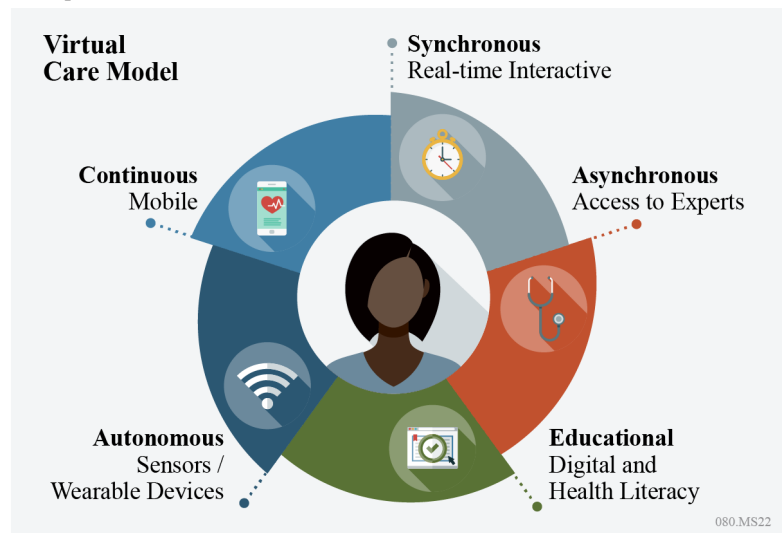 Virtual
Care Model
Synchronous
Real-time Interactive
Asynchronous
Access to Experts
Educational
Digital and
Health Literacy
Autonomous
Sensors /
Wearable Devices
Continuous
Mobile
080.MS22